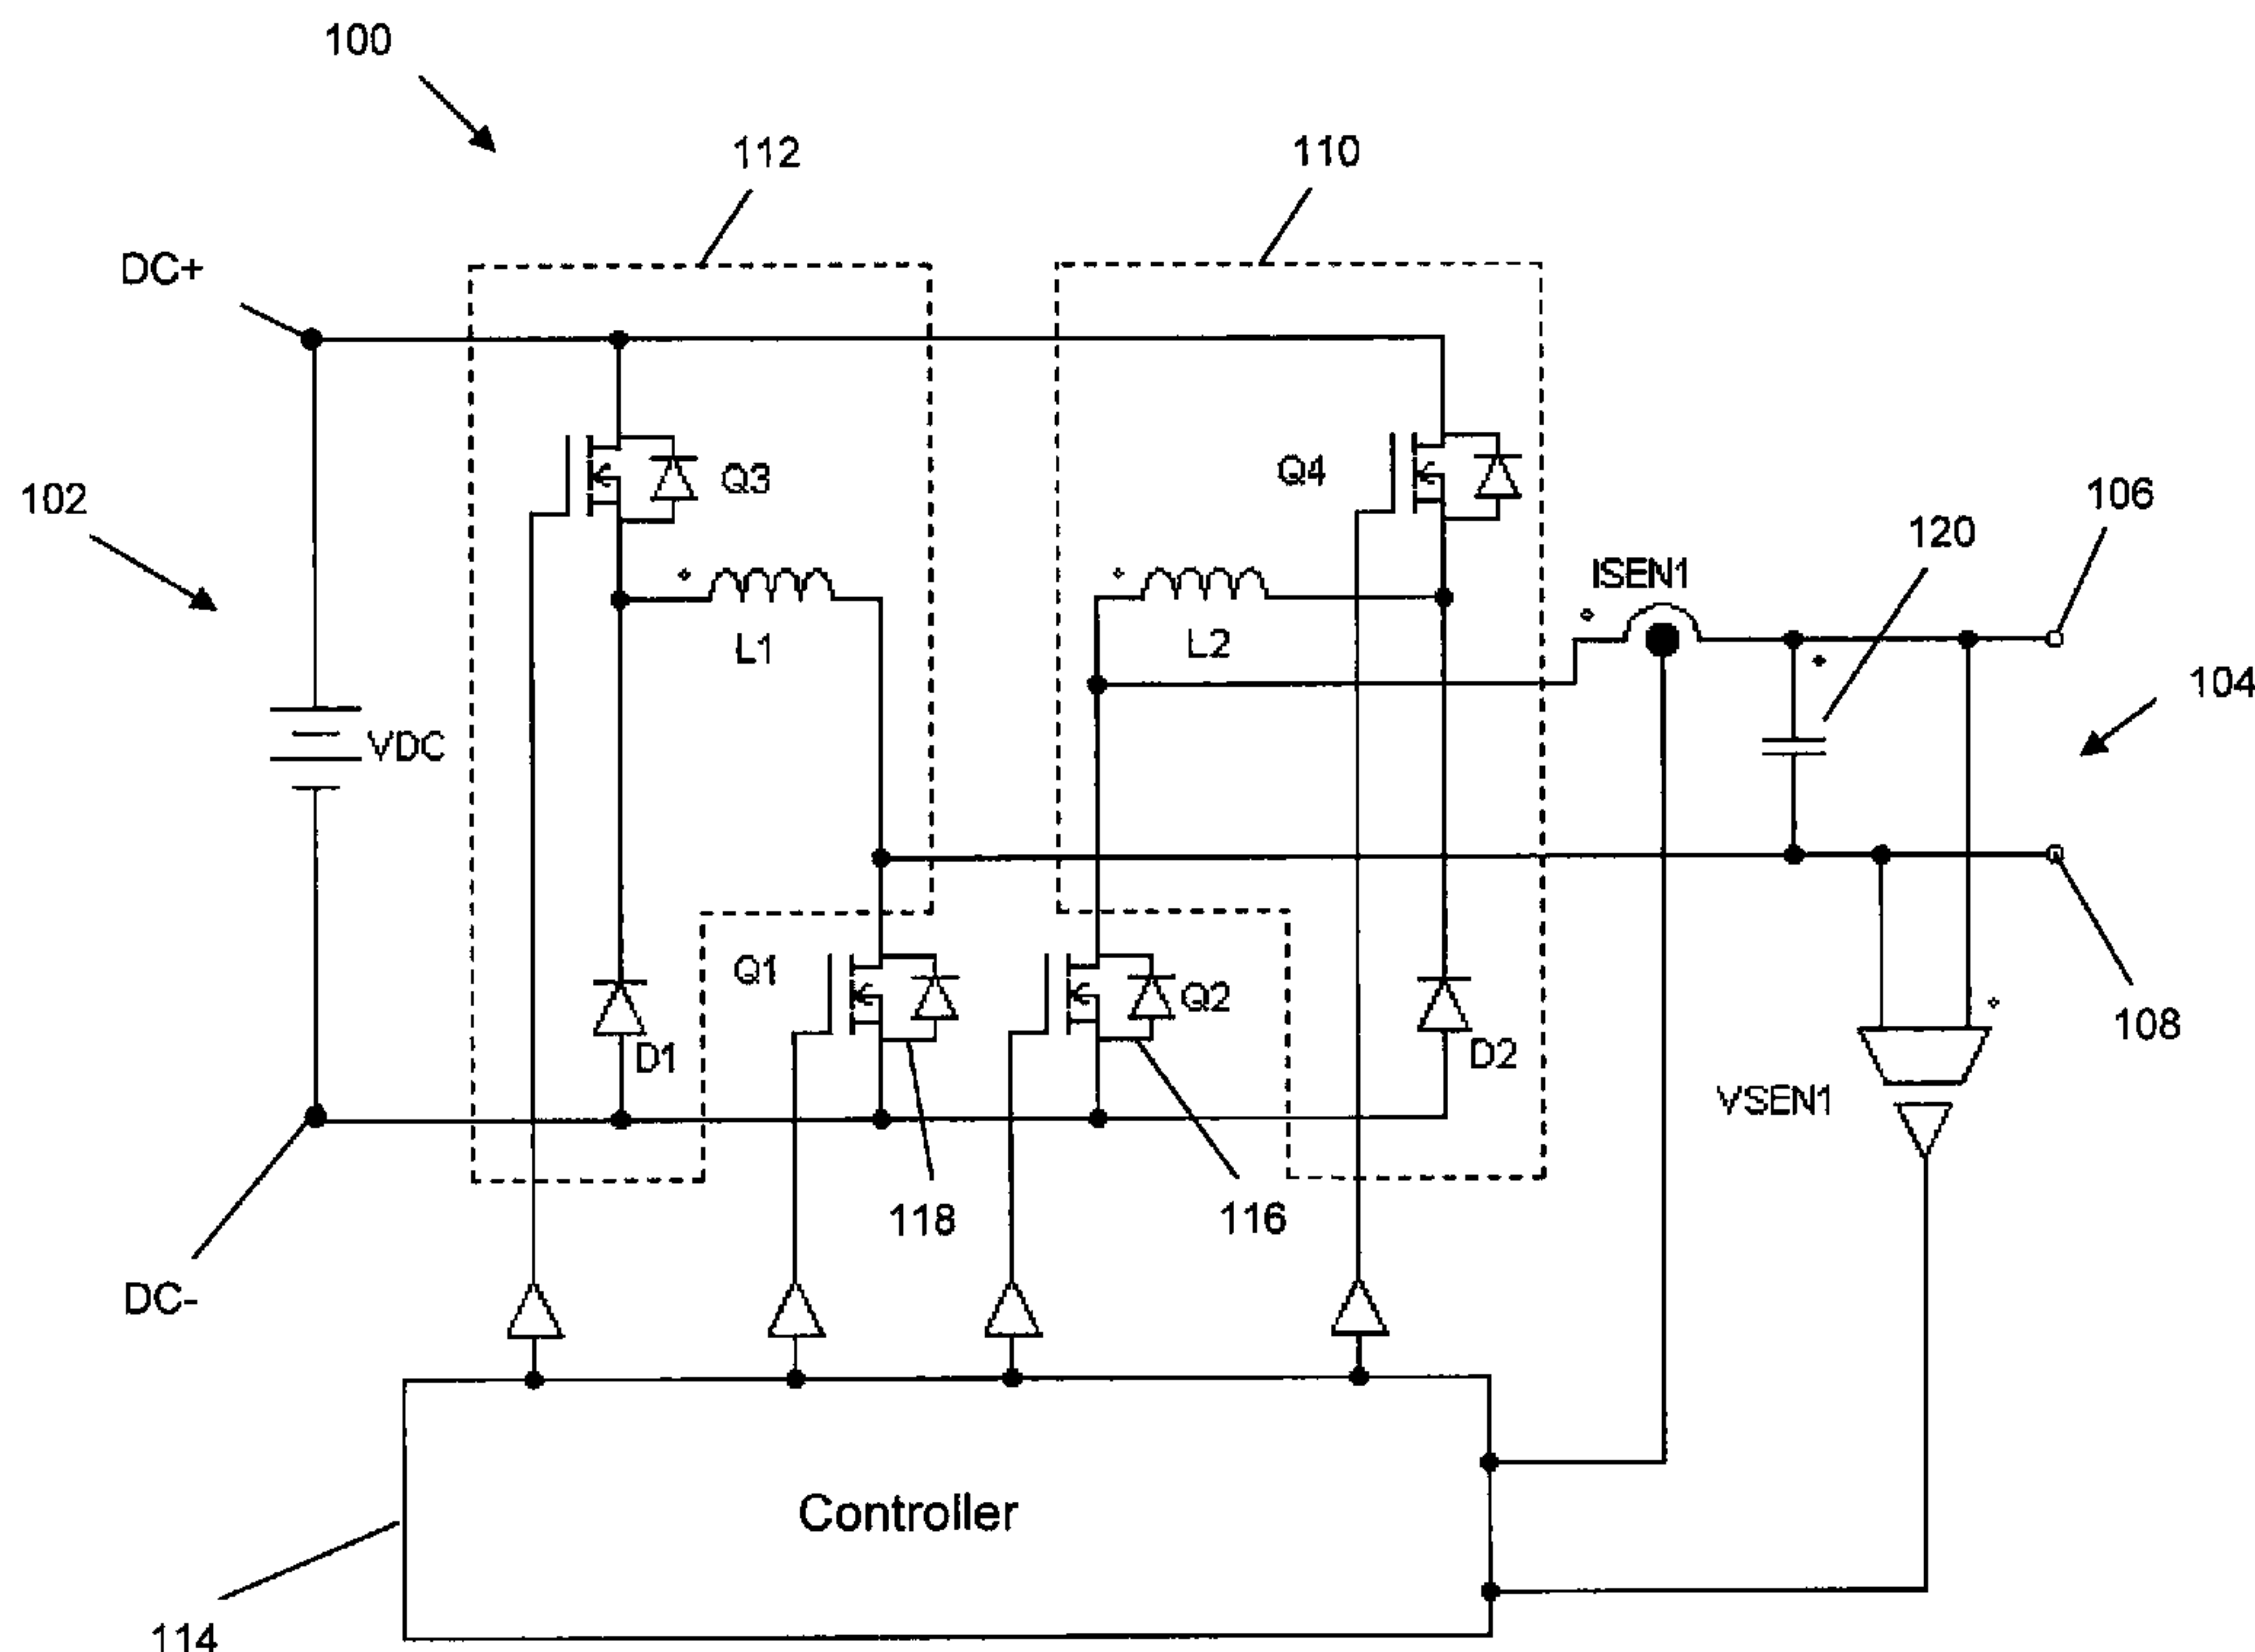 100
112
110
DC+
Q3
Q4
102
106
120
ISEN1
L1
L2
104
VDC
Q1
Q2
D1
D2
108
VSEN1
118
116
DC-
Controller
114